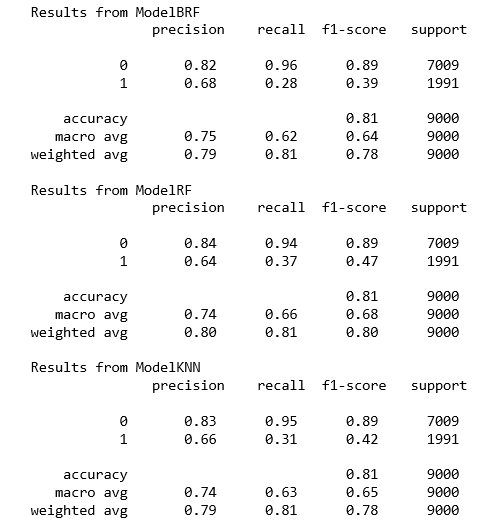 Results from ModelBRF
precision recall f1-score support
0 0.82 0.96 0.89 7009
1 0.68 0.28 0.39 1991
accuracy 0.81 9000
macro avg 0.75 0.62 0.64 9000
weighted avg 0.79 0.81 0.78 9000
Results from ModelRF
precision recall f1-score support
0 0.84 0.94 0.89 7009
1 0.64 0.37 0.47 1991
accuracy 0.81 9000
macro avg 0.74 0.66 0.68 9000
weighted avg 0.80 0.81 0.80 9000
Results from ModelKNN
precision recall f1-score support
0 0.83 0.95 0.89 7009
1 0.66 0.31 0.42 1991
accuracy 0.81 9000
macro avg 0.74 0.63 0.65 9000
weighted avg 0.79 0.81 0.78 9000